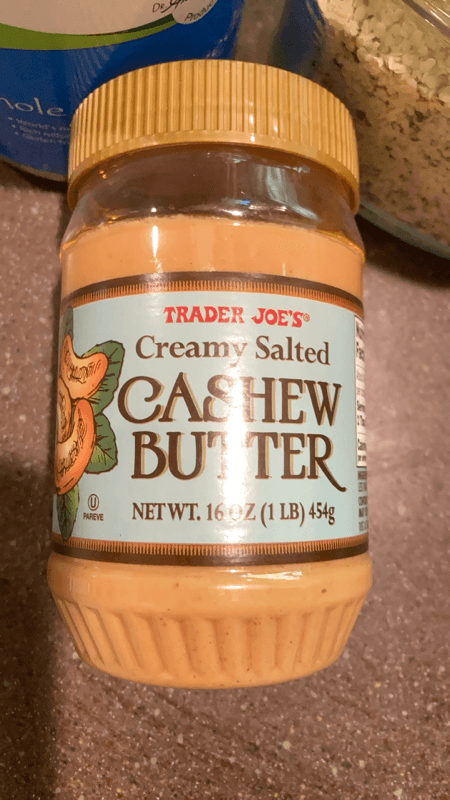 TRADER JOE'S®
Creamy Salted
CASHEW
BUTTER
U
PAREVE
NET WT. 16 OZ (1 LB) 454g